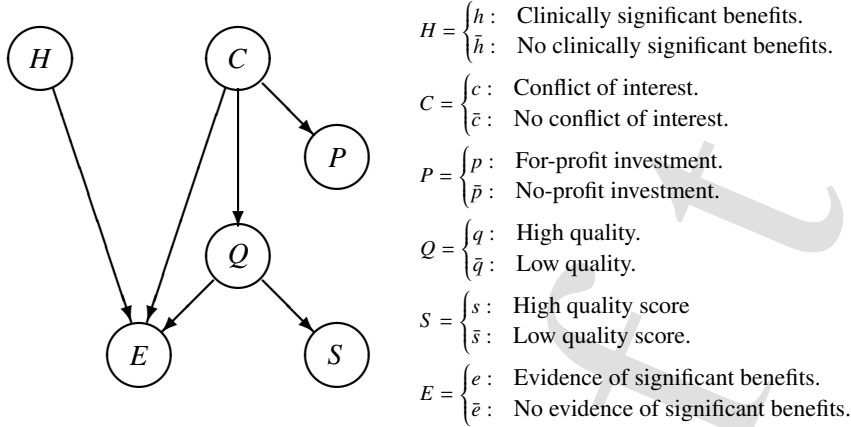 H
C
P
Q
E
S
H = { h : Clinically significant benefits.
h̄ : No clinically significant benefits.
C = { c : Conflict of interest.
c̄ : No conflict of interest.
P = { p : For-profit investment.
p̄ : No-profit investment.
Q = { q : High quality.
q̄ : Low quality.
S = { s : High quality score
s̄ : Low quality score.
E = { e : Evidence of significant benefits.
ē : No evidence of significant benefits.
f t